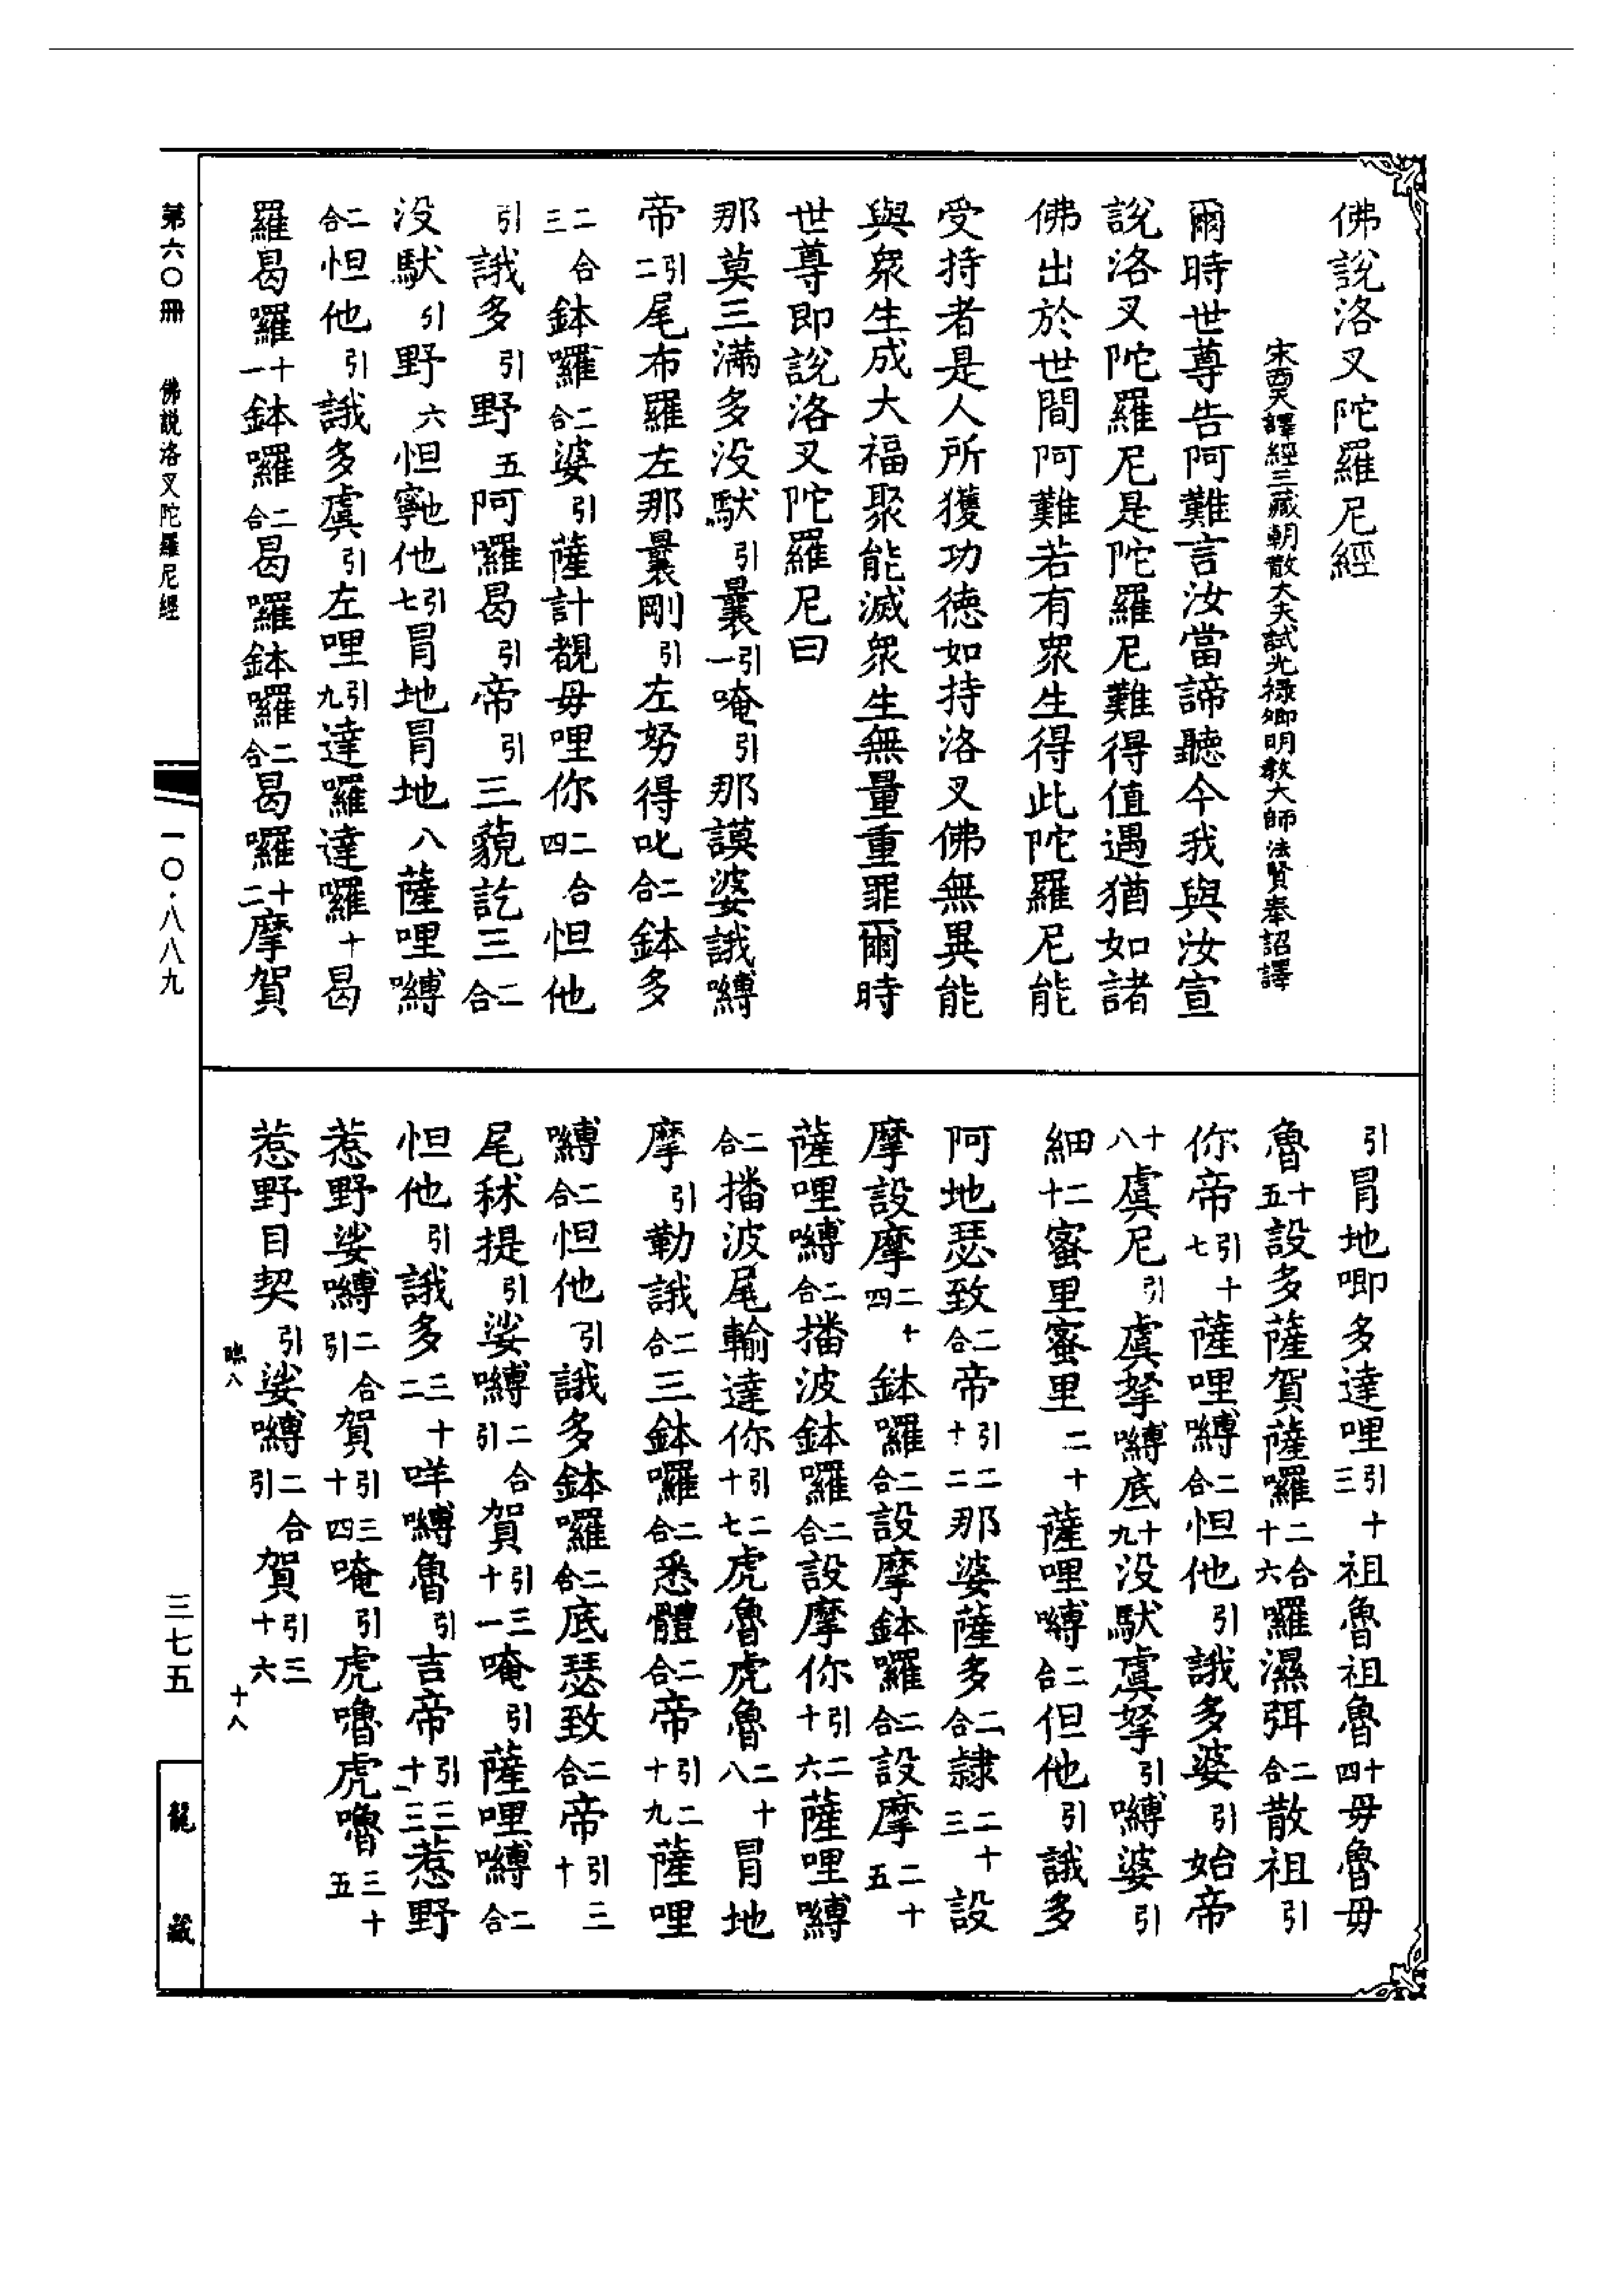 佛說洛叉陀羅尼經
宋西天譯經三藏朝散大夫試光祿卿明教大師法賢奉詔譯
爾時世尊告阿難言汝當諦聽今我與汝宣
說洛叉陀羅尼是陀羅尼難得值遇猶如諸
佛出於世間阿難若有衆生得此陀羅尼能
受持者是人所獲功德如持洛叉佛無異能
與衆生成大福聚能滅衆生無量重罪爾時
世尊即說洛叉陀羅尼曰
那莫三滿多没馱引曩引一唵引那謨婆誐嚩
帝引二尾布羅左那曩剛引左努得叱二合鉢多
二合三鉢囉二合婆引薩計覩毋哩你二合四怛他
引誐多引野五阿囉曷引帝引三藐訖三二合
没馱引野六怛寧也他引七冐地冐地八薩哩嚩
二合怛他引誐多虞引左哩引九達囉達囉十曷
羅曷囉十一鉢囉二合曷囉鉢囉二合曷囉十二摩賀
引冐地唧多達哩引十三祖魯祖魯十四毋魯毋
魯十五設多薩賀薩囉二合十六囉濕弭二合散祖引
你帝引十七薩哩嚩二合怛他引誐多婆引始帝
十八虞尼引虞拏嚩底十九没馱虞拏引嚩婆引
細二十蜜里蜜里二十薩哩嚩二合但他引誐多
阿地瑟致二合帝引二十二那婆薩多二合隸二十三設
摩設摩二十四鉢囉二合設摩鉢囉二合設摩二十五
薩哩嚩二合播波鉢囉二合設摩你引二十六薩哩嚩
二合播波尾輸達你引二十七虎魯虎魯二十八冐地
摩引勒誐二合三鉢囉二合悉體二合帝引二十九薩哩
嚩二合怛他引誐多鉢囉二合底瑟致二合帝引三十
尾秫提引娑嚩二合引賀引三十一唵引薩哩嚩二合
怛他引誐多三十二咩嚩魯引吉帝引三十三惹野
惹野娑嚩二合引賀引三十四唵引虎嚕虎嚕三十五
惹野目契引娑嚩二合引賀引三十六
八 十八
第六〇冊 佛說洛叉陀羅尼經 一〇·八八九 三七五 龍藏